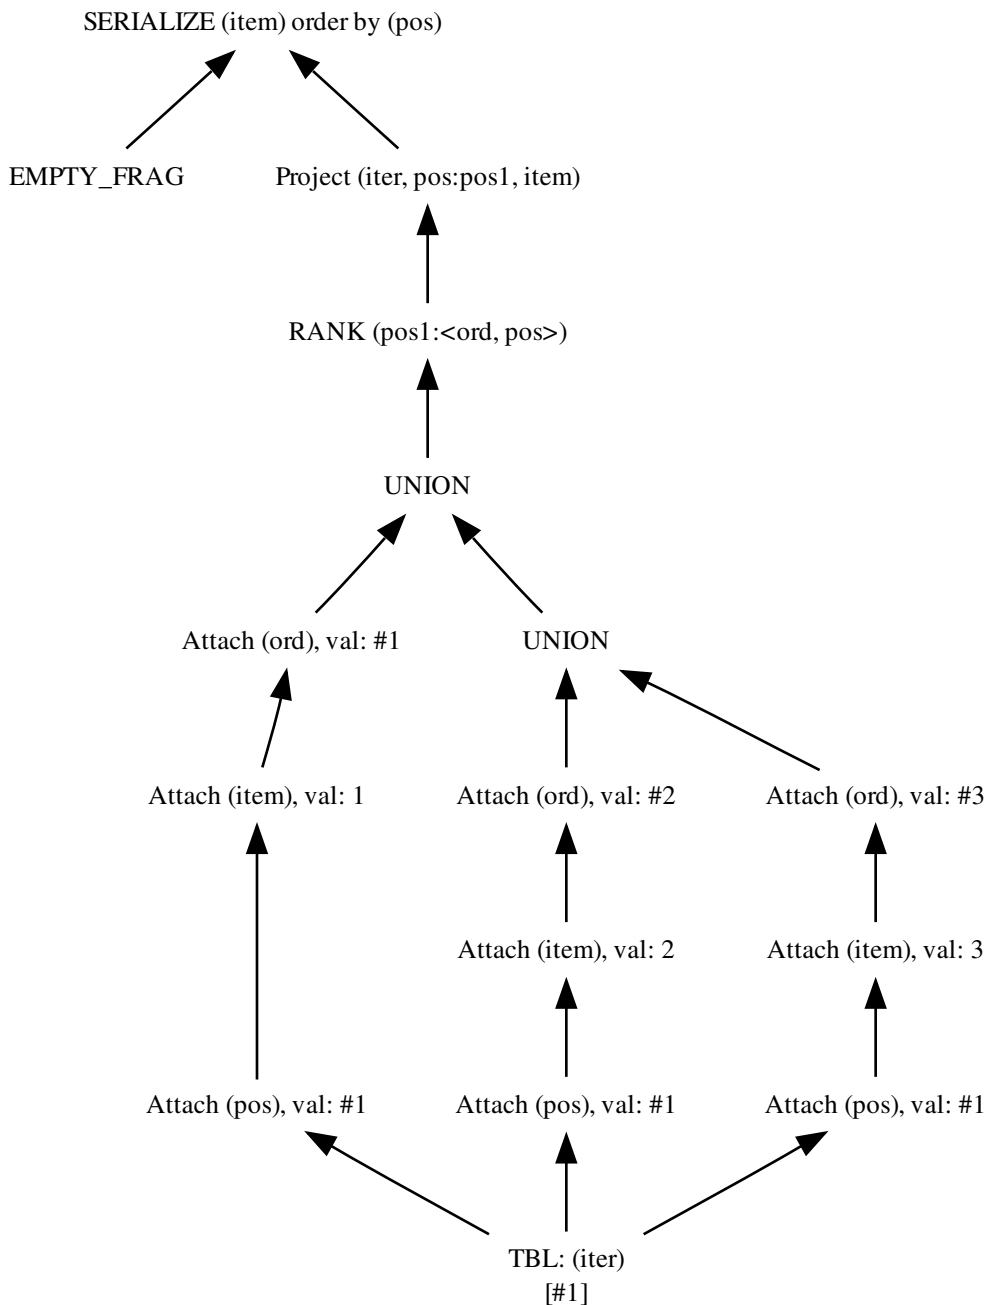 SERIALIZE (item) order by (pos)
EMPTY_FRAG
Project (iter, pos:pos1, item)
RANK (pos1:<ord, pos>)
UNION
Attach (ord), val: #1
UNION
Attach (item), val: 1
Attach (ord), val: #2
Attach (ord), val: #3
Attach (item), val: 2
Attach (item), val: 3
Attach (pos), val: #1
Attach (pos), val: #1
Attach (pos), val: #1
TBL: (iter)
[#1]